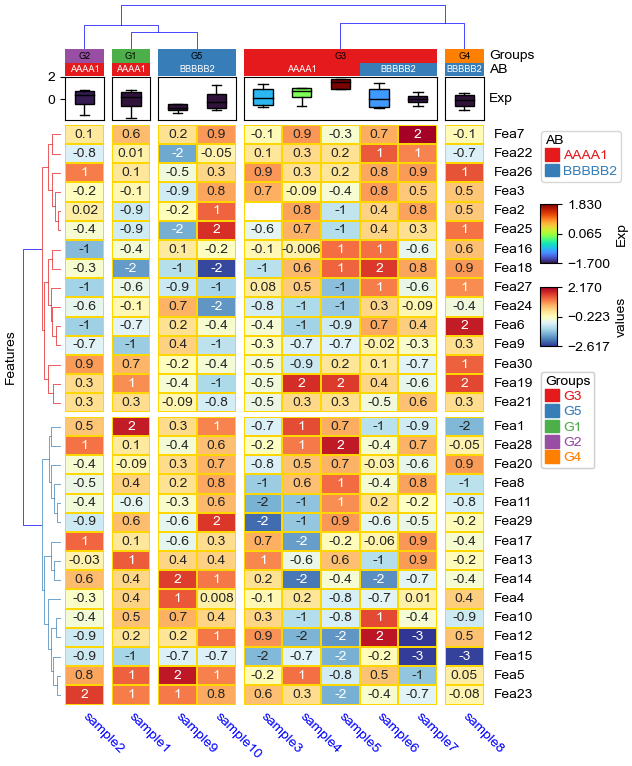 G2 G1 G5 G3 G4 Groups
AAAA1 AAAA1 BBBBB2 AAAA1 BBBBB2 BBBBB2 AB
2
0
Exp
0.1 0.6 0.2 0.9 -0.1 0.9 -0.3 0.7 2 -0.1 Fea7
-0.8 0.01 -2 -0.05 0.1 0.3 0.2 1 1 -0.7 Fea22
1 0.1 -0.5 0.3 0.9 0.3 0.2 0.8 0.9 1 Fea26
-0.2 -0.1 -0.9 0.8 0.7 -0.09 -0.4 0.8 0.5 0.5 Fea3
0.02 -0.9 -0.2 1 0.8 -1 0.4 0.8 0.5 Fea2
-0.4 -0.9 -2 2 -0.6 0.7 -1 0.4 0.3 1 Fea25
-1 -0.4 0.1 -0.2 -0.1 -0.006 1 1 -0.6 0.6 Fea16
-0.3 -2 -1 -2 -1 0.6 1 2 0.8 0.9 Fea18
-1 -0.6 -0.9 -1 0.08 0.5 -1 1 -0.6 1 Fea27
-0.6 -0.1 0.7 -2 -0.8 -1 -1 0.3 -0.09 -0.4 Fea24
-1 -0.7 0.2 -0.4 -0.4 -1 -0.9 0.7 0.4 2 Fea6
-0.7 -1 0.4 -1 -0.3 -0.7 -0.7 -0.02 -0.3 0.3 Fea9
0.9 0.7 -0.2 -0.4 -0.5 -0.9 0.2 0.1 -0.7 1 Fea30
0.3 1 -0.4 -1 -0.5 2 2 0.4 -0.6 2 Fea19
0.3 0.3 -0.09 -0.8 -0.5 0.3 0.3 -0.5 0.6 0.3 Fea21
0.5 2 0.3 1 -0.7 1 0.7 -1 -0.9 -2 Fea1
1 0.1 -0.4 0.6 -0.2 1 2 -0.4 0.7 -0.05 Fea28
-0.4 -0.09 0.3 0.7 -0.8 0.5 0.7 -0.03 -0.6 0.9 Fea20
-0.5 0.4 0.2 0.8 -1 0.6 1 -0.4 0.8 -1 Fea8
-0.4 -0.6 -0.3 0.6 -2 -1 1 0.2 -0.2 -0.8 Fea11
-0.9 0.6 -0.6 2 -2 -1 0.9 -0.6 -0.5 -0.2 Fea29
1 0.1 -0.6 0.3 0.7 -2 -0.2 -0.06 0.9 -0.4 Fea17
-0.03 1 0.4 0.4 1 -0.6 0.6 -1 0.9 -0.2 Fea13
0.6 0.4 2 1 0.2 -2 -0.4 -2 -0.7 -0.4 Fea14
-0.3 0.4 1 0.008 -0.1 0.2 -0.8 -0.7 0.01 0.4 Fea4
-0.4 0.5 0.7 0.4 0.3 -1 -0.8 1 -0.4 -0.9 Fea10
-0.9 0.2 0.2 1 0.9 -2 -2 2 -3 0.5 Fea12
-0.9 -1 -0.7 -0.7 -2 -0.7 -2 -0.2 -3 -3 Fea15
0.8 1 2 1 -0.2 1 -0.8 0.5 -1 0.5 Fea5
2 1 1 0.8 0.6 0.3 -2 -0.4 -0.7 -0.08 Fea23
sample2 sample1 sample9 sample10 sample3 sample4 sample5 sample6 sample7 sample8
Features
AB
AAAA1
BBBBB2
1.830
0.065
-1.700
Exp
2.170
-0.223
-2.617
values
Groups
G3
G5
G1
G2
G4